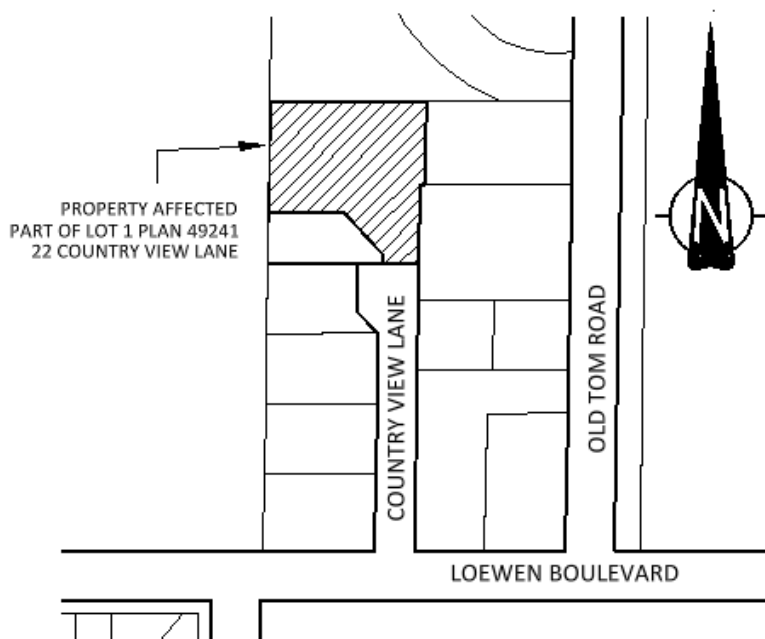 N
PROPERTY AFFECTED
PART OF LOT 1 PLAN 49241
22 COUNTRY VIEW LANE
COUNTRY VIEW LANE
OLD TOM ROAD
LOEWEN BOULEVARD